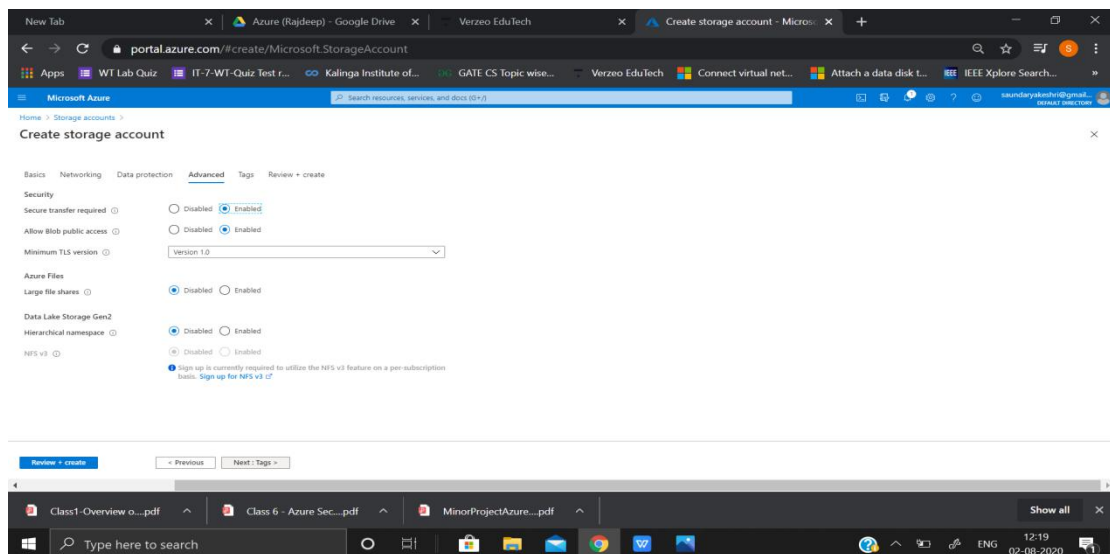 New Tab
Azure (Rajdeep) - Google Drive
Verzeo EduTech
Create storage account - Micros
portal.azure.com/#create/Microsoft.StorageAccount
S
Apps
WT Lab Quiz
IT-7-WT-Quiz Test r...
Kalinga Institute of...
GATE CS Topic wise...
Verzeo EduTech
Connect virtual net...
Attach a data disk t...
IEEE Xplore Search...
»
Microsoft Azure
Search resources, services, and docs (G+/)
saundaryakeshri@gmail...
DEFAULT DIRECTORY
Home > Storage accounts >
Create storage account
Basics Networking Data protection Advanced Tags Review + create
Security
Secure transfer required Disabled Enabled
Allow Blob public access Disabled Enabled
Minimum TLS version Version 1.0
Azure Files
Large file shares Disabled Enabled
Data Lake Storage Gen2
Hierarchical namespace Disabled Enabled
NFS v3 Disabled Enabled
Sign up is currently required to utilize the NFS v3 feature on a per-subscription
basis. Sign up for NFS v3
Review + create
< Previous
Next : Tags >
Class1-Overview o....pdf
Class 6 - Azure Sec....pdf
MinorProjectAzure....pdf
Show all
Type here to search
ENG
12:19
02-08-2020